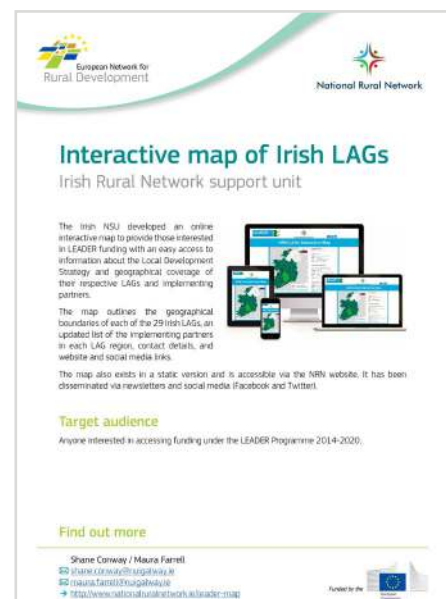 European Network for
Rural Development
National Rural Network
Interactive map of Irish LAGs
Irish Rural Network support unit
The Irish NSU developed an online
interactive map to provide those interested
in LEADER funding with an easy access to
information about the Local Development
Strategy and geographical coverage of
their respective LAGs and implementing
partners.
The map outlines the geographical
boundaries of each of the 29 Irish LAGs, an
updated list of the implementing partners
in each LAG region, contact details, and
website and social media links.
The map also exists in a static version and is accessible via the NRN website. It has been
disseminated via newsletters and social media (Facebook and Twitter).
Target audience
Anyone interested in accessing funding under the LEADER Programme 2014-2020.
Find out more
Shane Conway / Maura Farrell
shane.conway@nuigalway.ie
maura.farrell@nuigalway.ie
http://www.nationalruralnetwork.ie/leader-map
Funded by the